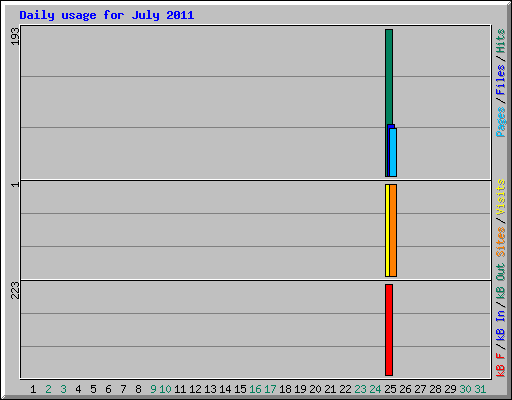 Daily usage for July 2011
193
Pages/Files/Hits
1
Sites/Visits
223
kB F/kB In/kB Out
1 2 3 4 5 6 7 8 9 10 11 12 13 14 15 16 17 18 19 20 21 22 23 24 25 26 27 28 29 30 31